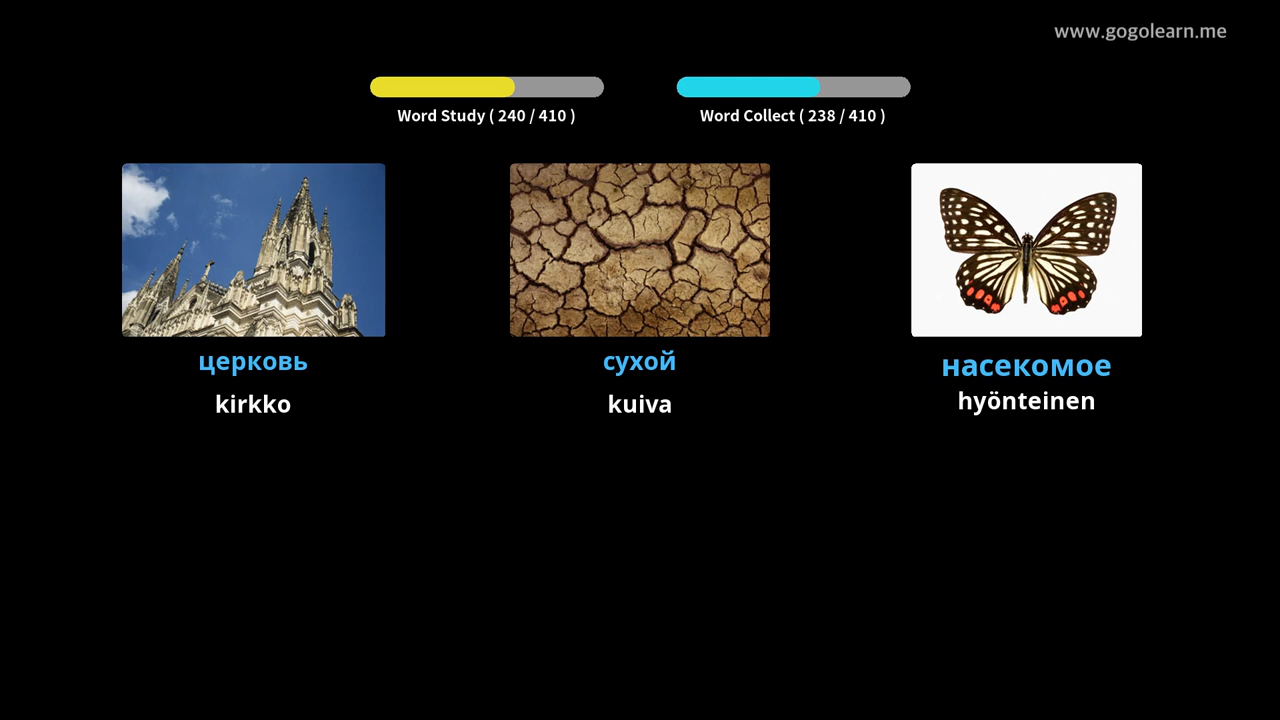 www.gogolearn.me
Word Study ( 240 / 410 )
Word Collect ( 238 / 410 )
церковь
kirkko
сухой
kuiva
насекомое
hyönteinen